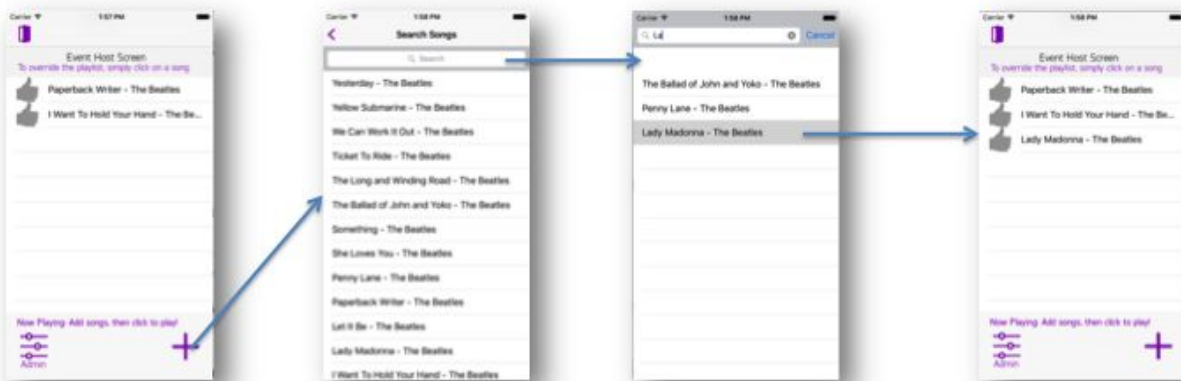 Carrier 1:57 PM
Event Host Screen
To override the playlist, simply click on a song
Paperback Writer - The Beatles
I Want To Hold Your Hand - The Be...
Now Playing: Add songs, then click to play!
Admin
Carrier 1:58 PM
Search Songs
Search
Yesterday - The Beatles
Yellow Submarine - The Beatles
We Can Work It Out - The Beatles
Ticket To Ride - The Beatles
The Long and Winding Road - The Beatles
The Ballad of John and Yoko - The Beatles
Something - The Beatles
She Loves You - The Beatles
Penny Lane - The Beatles
Paperback Writer - The Beatles
Let It Be - The Beatles
Lady Madonna - The Beatles
I Want To Hold Your Hand - The Beatles
Carrier 1:58 PM
La Cancel
The Ballad of John and Yoko - The Beatles
Penny Lane - The Beatles
Lady Madonna - The Beatles
Carrier 1:58 PM
Event Host Screen
To override the playlist, simply click on a song
Paperback Writer - The Beatles
I Want To Hold Your Hand - The Be...
Lady Madonna - The Beatles
Now Playing: Add songs, then click to play!
Admin